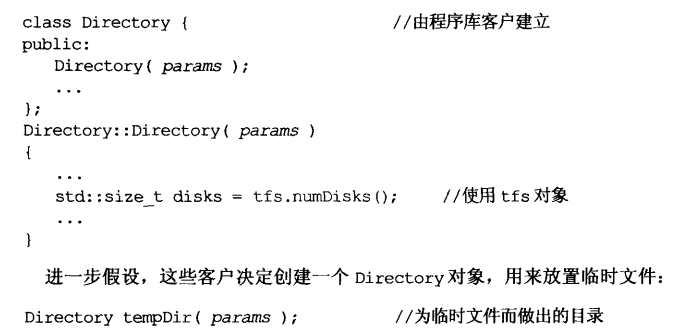 class Directory {                    //由程序库客户建立
public:
   Directory( params );
   ...
};
Directory::Directory( params )
{
   ...
   std::size_t disks = tfs.numDisks();    //使用 tfs 对象
   ...
}
进一步假设，这些客户决定创建一个 Directory 对象，用来放置临时文件：
Directory tempDir( params );          //为临时文件而做出的目录